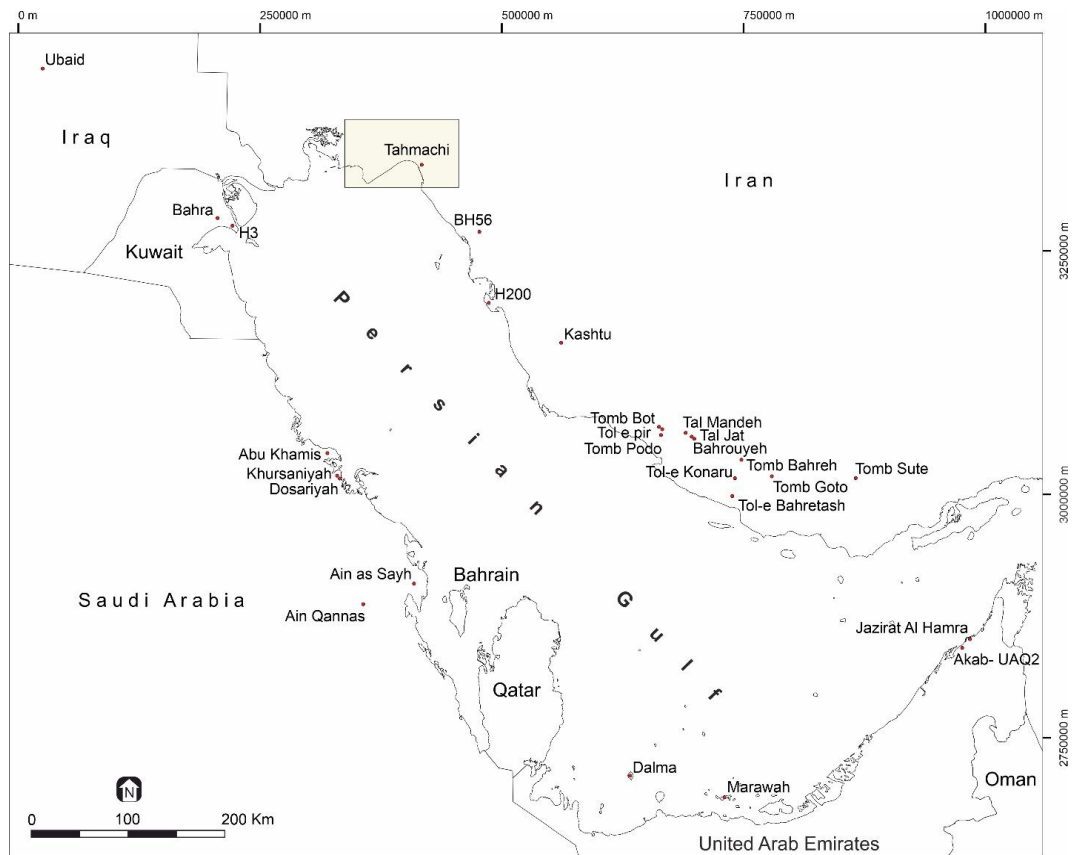 0 m
250000 m
500000 m
750000 m
1000000 m
Ubaid
Iraq
Tahmachi
Iran
Bahra
H3
Kuwait
BH56
3250000 m
H200
Kashtu
Persian
Tomb Bot
Tal Mandeh
Tol e pir
Tal Jat
Tomb Podo
Bahrouyeh
Abu Khamis
Khursaniyah
Dosariyah
Tol-e Konaru
Tomb Bahreh
Tomb Sute
Tomb Goto
Tol-e Bahretash
3000000 m
Ain as Sayh
Bahrain
Saudi Arabia
Ain Qannas
Gulf
Jazirat Al Hamra
Akab- UAQ2
Qatar
2750000 m
Dalma
Marawah
Oman
N
0 100 200 Km
United Arab Emirates